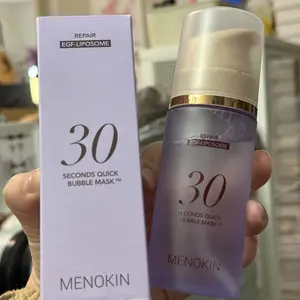 REPAIR
EGF-LIPOSOME
30
SECONDS QUICK
BUBBLE MASK™
MENOKIN
REPAIR
EGF-LIPOSOME
30
SECONDS QUICK
BUBBLE MASK™
MENOKIN